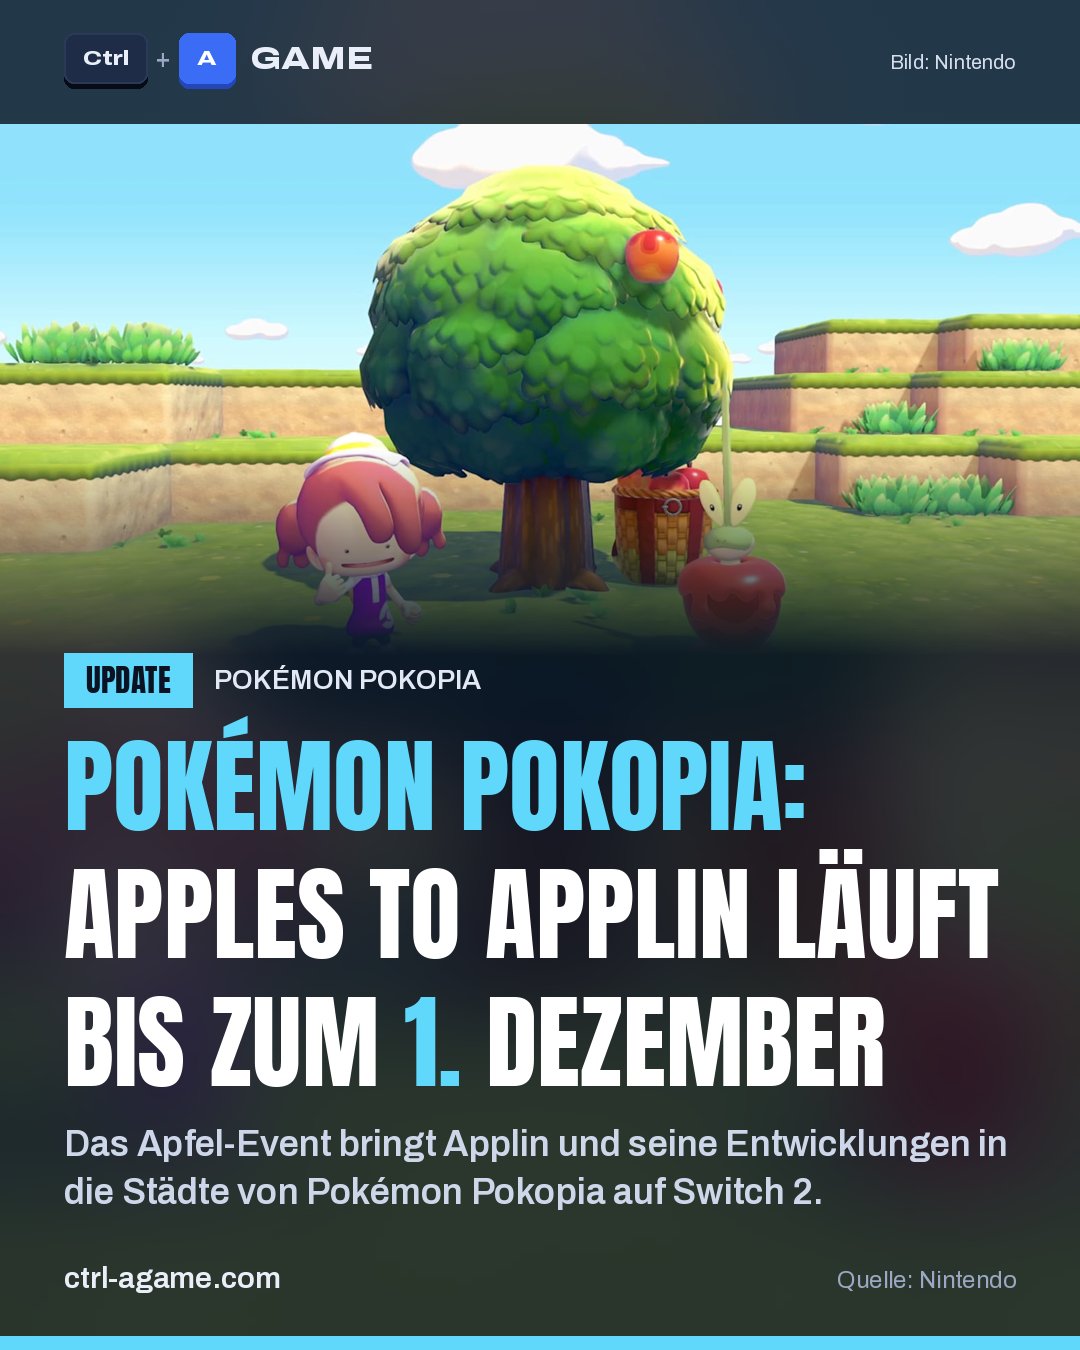 Ctrl + A GAME
Bild: Nintendo
UPDATE POKÉMON POKOPIA
POKÉMON POKOPIA:
APPLES TO APPLIN LÄUFT
BIS ZUM 1. DEZEMBER
Das Apfel-Event bringt Applin und seine Entwicklungen in
die Städte von Pokémon Pokopia auf Switch 2.
ctrl-agame.com
Quelle: Nintendo